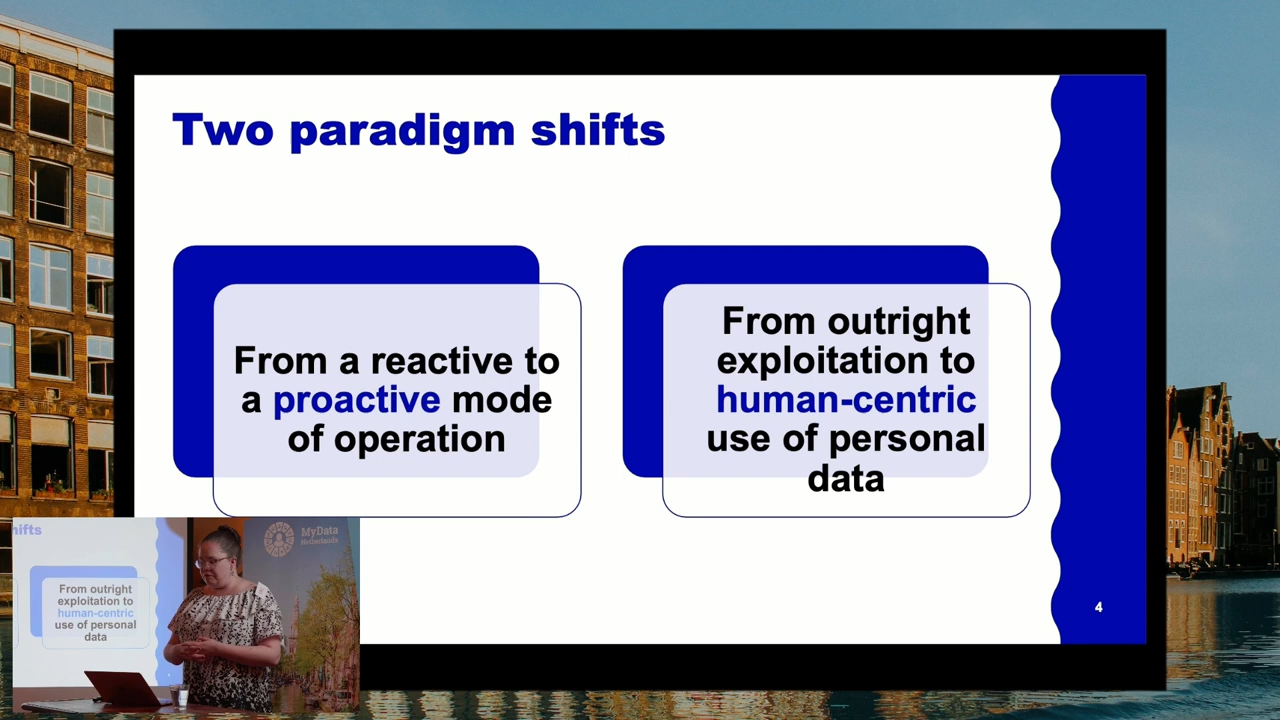 Two paradigm shifts
From a reactive to
a proactive mode
of operation
From outright
exploitation to
human-centric
use of personal
data
4
hifts
From outright
exploitation to
human-centric
use of personal
data
MyData
Netherlands